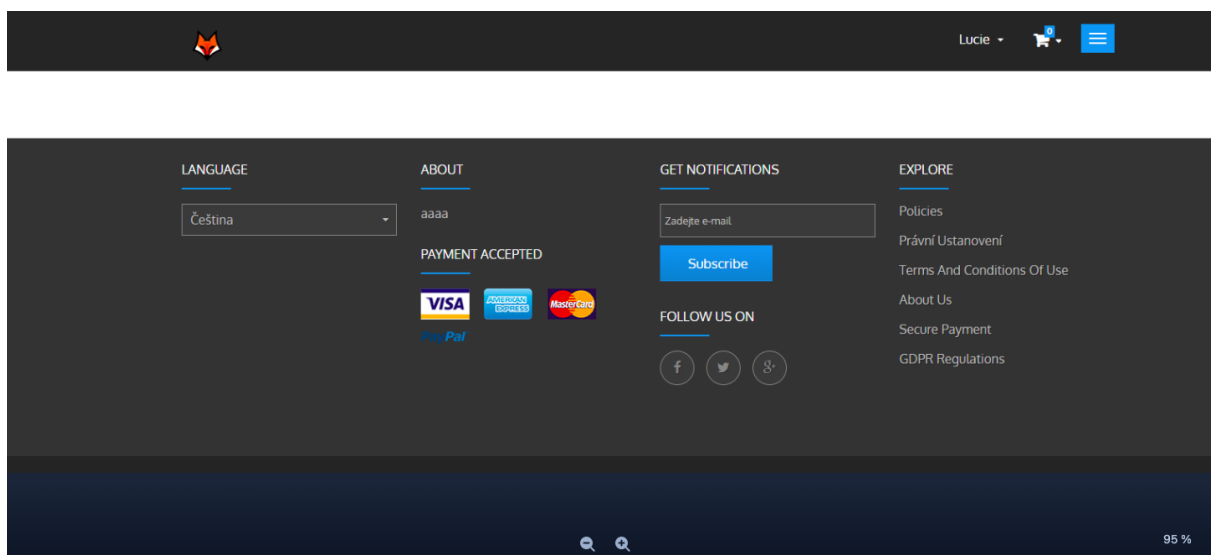 Lucie
0
LANGUAGE
Čeština
ABOUT
aaaa
PAYMENT ACCEPTED
VISA
AMERICAN
EXPRESS
MasterCard
PayPal
GET NOTIFICATIONS
Zadejte e-mail
Subscribe
FOLLOW US ON
f
g+
EXPLORE
Policies
Právní Ustanovení
Terms And Conditions Of Use
About Us
Secure Payment
GDPR Regulations
95 %